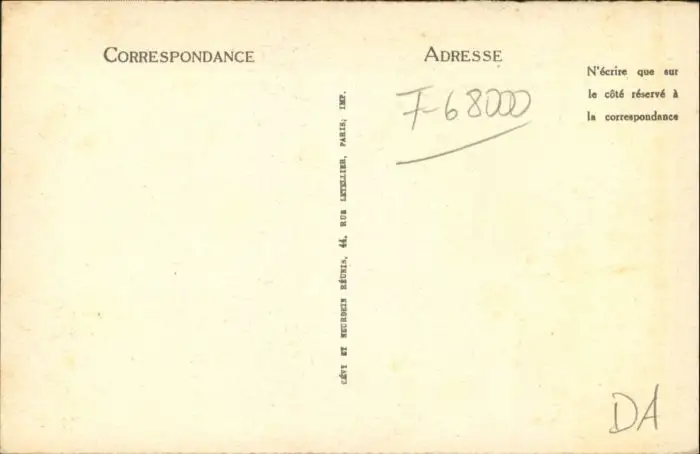 CORRESPONDANCE
ADRESSE
N'écrire que sur
le côté réservé à
la correspondance
F-68000
LÉVY ET NEURDEIN RÉUNIS, 44, RUE LETELLIER, PARIS, IMP.
DA